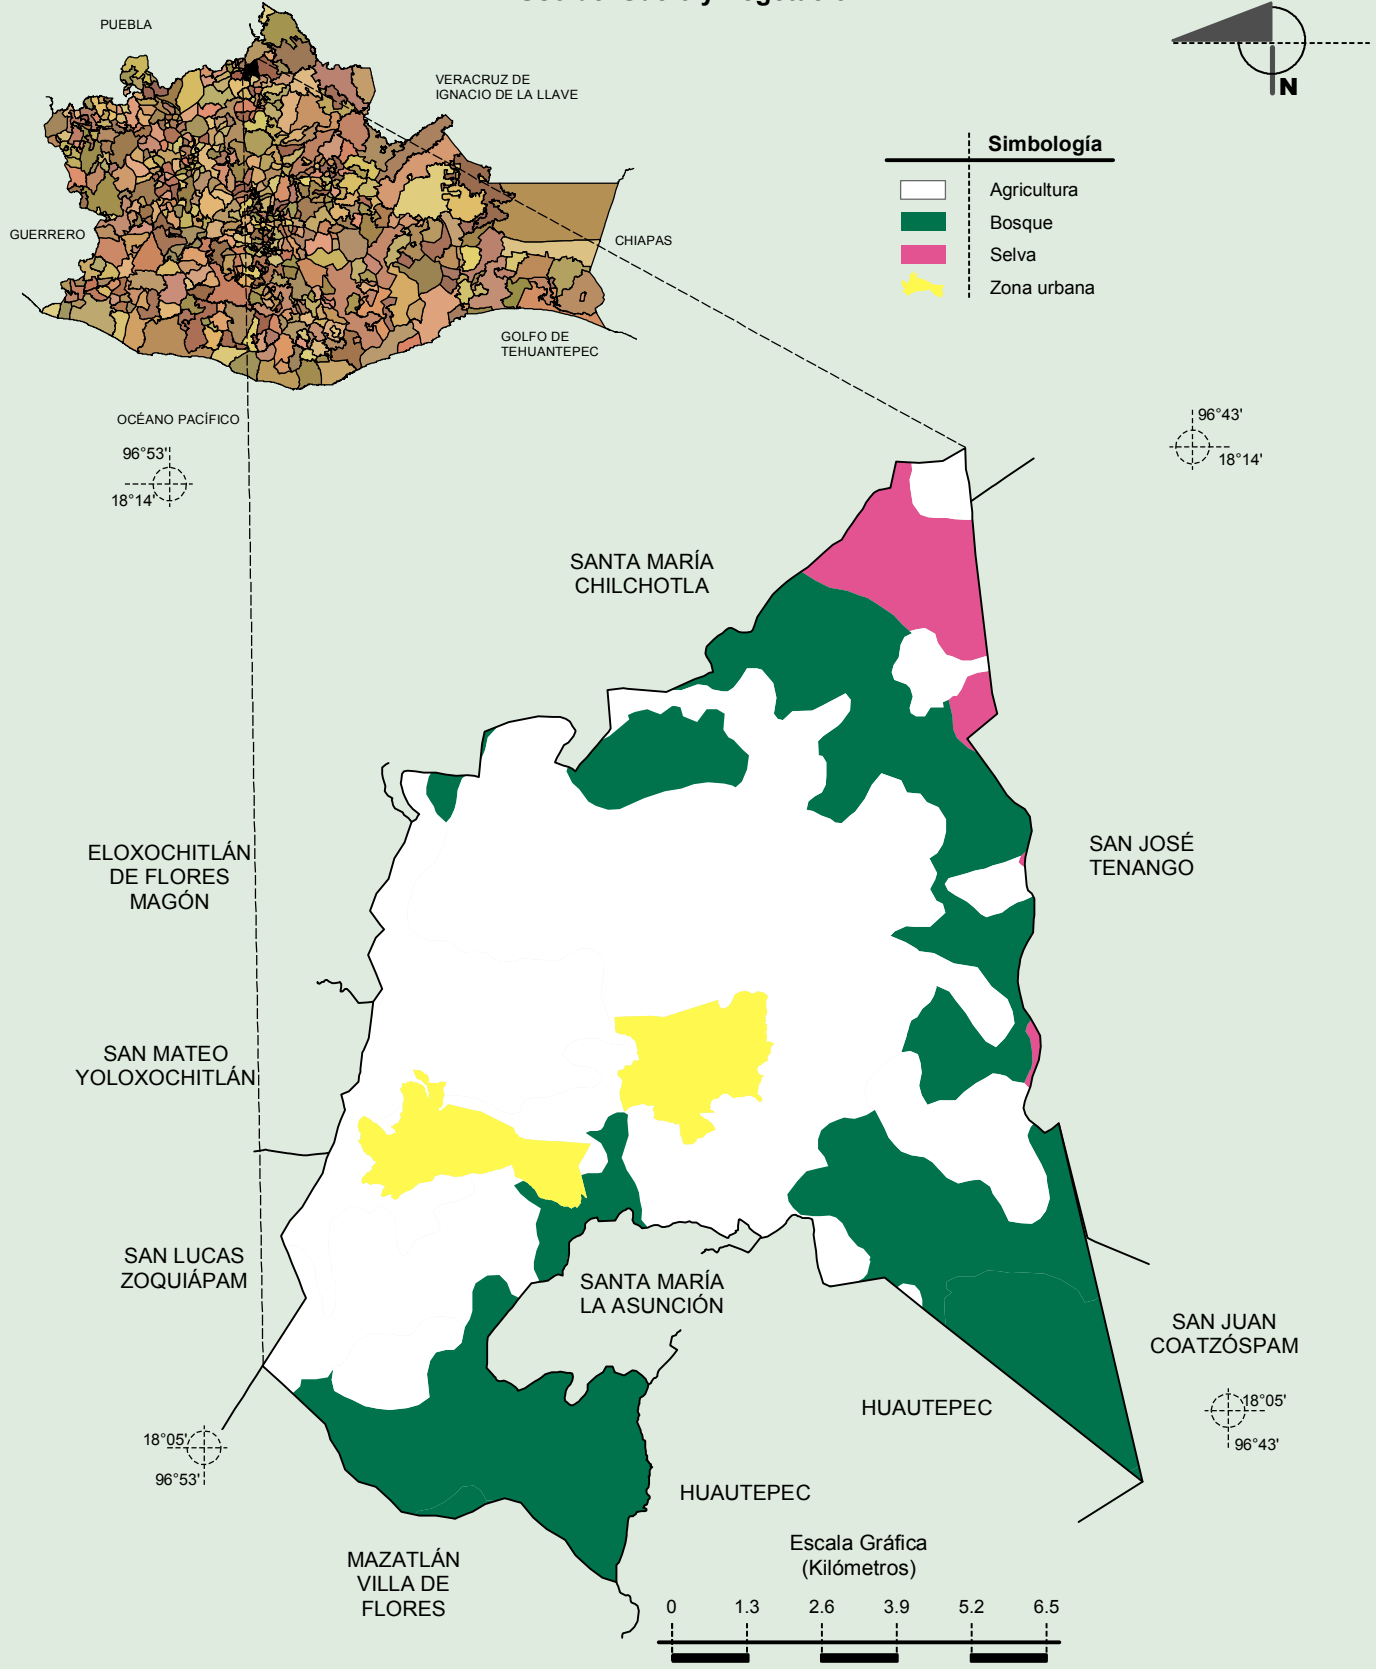 PUEBLA
VERACRUZ DE
IGNACIO DE LA LLAVE
GUERRERO
CHIAPAS
GOLFO DE
TEHUANTEPEC
OCÉANO PACÍFICO
N
Simbología
Agricultura
Bosque
Selva
Zona urbana
96°53'
18°14'
96°43'
18°14'
SANTA MARÍA
CHILCHOTLA
ELOXOCHITLÁN
DE FLORES
MAGÓN
SAN JOSÉ
TENANGO
SAN MATEO
YOLOXOCHITLÁN
SAN LUCAS
ZOQUIÁPAM
SANTA MARÍA
LA ASUNCIÓN
SAN JUAN
COATZÓSPAM
HUAUTEPEC
18°05'
96°43'
18°05'
96°53'
HUAUTEPEC
MAZATLÁN
VILLA DE
FLORES
Escala Gráfica
(Kilómetros)
0 1.3 2.6 3.9 5.2 6.5